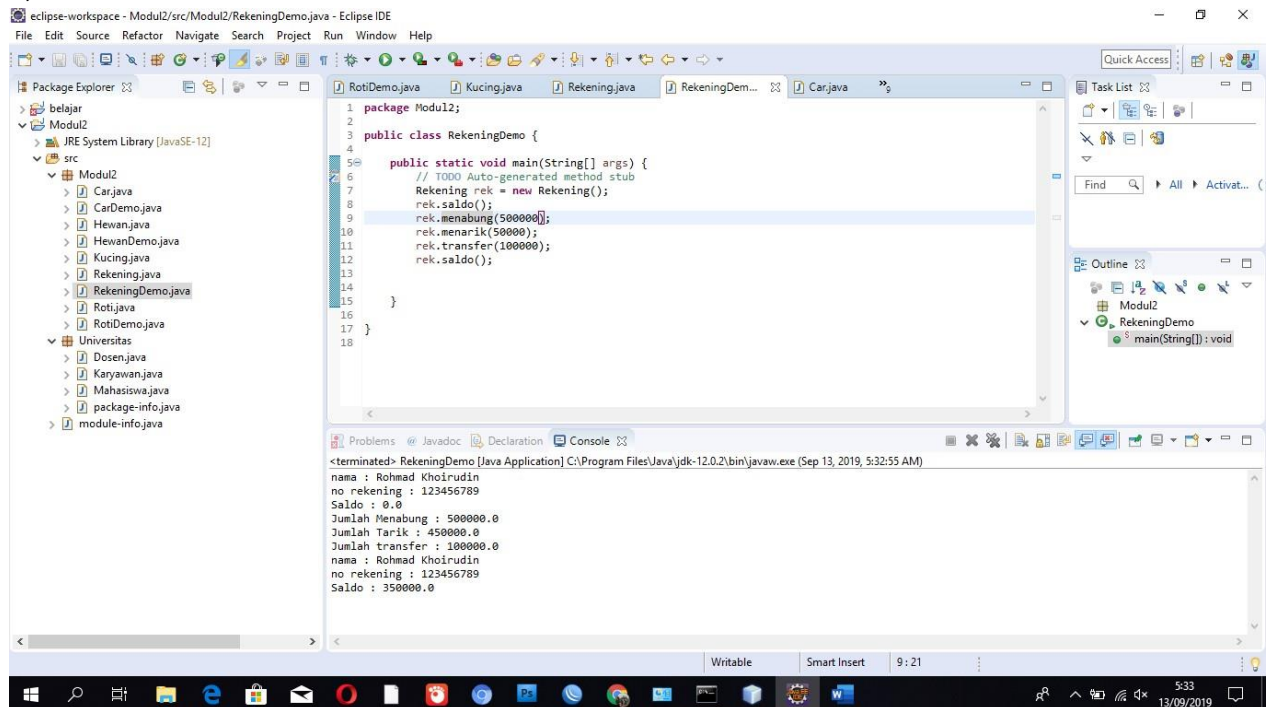 eclipse-workspace - Modul2/src/Modul2/RekeningDemo.java - Eclipse IDE
File Edit Source Refactor Navigate Search Project Run Window Help
Quick Access
Package Explorer
belajar
Modul2
JRE System Library [JavaSE-12]
src
Modul2
Car.java
CarDemo.java
Hewan.java
HewanDemo.java
Kucing.java
Rekening.java
RekeningDemo.java
Roti.java
RotiDemo.java
Universitas
Dosen.java
Karyawan.java
Mahasiswa.java
package-info.java
module-info.java
RotiDemo.java Kucing.java Rekening.java RekeningDem... Car.java »9
1 package Modul2;
2
3 public class RekeningDemo {
4
5 public static void main(String[] args) {
6 // TODO Auto-generated method stub
7 Rekening rek = new Rekening();
8 rek.saldo();
9 rek.menabung(500000);
10 rek.menarik(50000);
11 rek.transfer(100000);
12 rek.saldo();
13
14
15 }
16
17 }
18
Task List
Find All Activat...
Outline
Modul2
RekeningDemo
main(String[]) : void
Problems Javadoc Declaration Console
<terminated> RekeningDemo [Java Application] C:\Program Files\Java\jdk-12.0.2\bin\javaw.exe (Sep 13, 2019, 5:32:55 AM)
nama : Rohmad Khoirudin
no rekening : 123456789
Saldo : 0.0
Jumlah Menabung : 500000.0
Jumlah Tarik : 450000.0
Jumlah transfer : 100000.0
nama : Rohmad Khoirudin
no rekening : 123456789
Saldo : 350000.0
Writable Smart Insert 9 : 21
5:33
13/09/2019